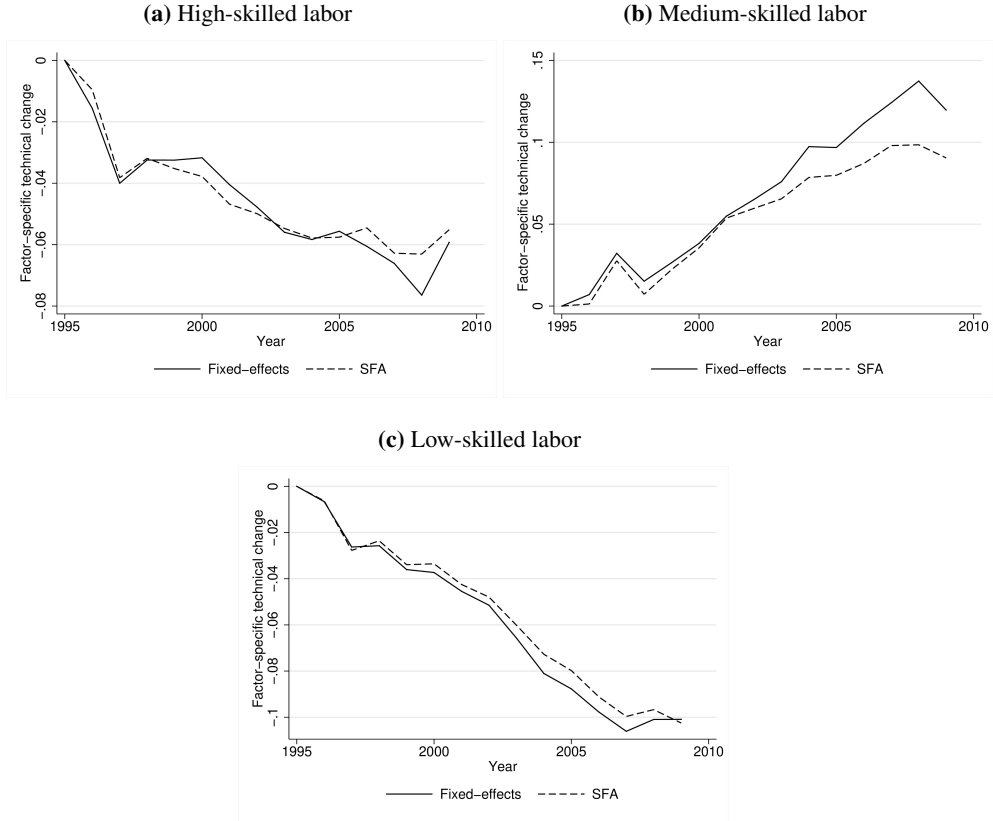 (a) High-skilled labor
(b) Medium-skilled labor
Factor−specific technical change
0
−.02
−.04
−.06
−.08
1995
2000
2005
2010
Year
Fixed−effects
SFA
Factor−specific technical change
.15
.1
.05
0
1995
2000
2005
2010
Year
Fixed−effects
SFA
(c) Low-skilled labor
Factor−specific technical change
0
−.02
−.04
−.06
−.08
−.1
1995
2000
2005
2010
Year
Fixed−effects
SFA